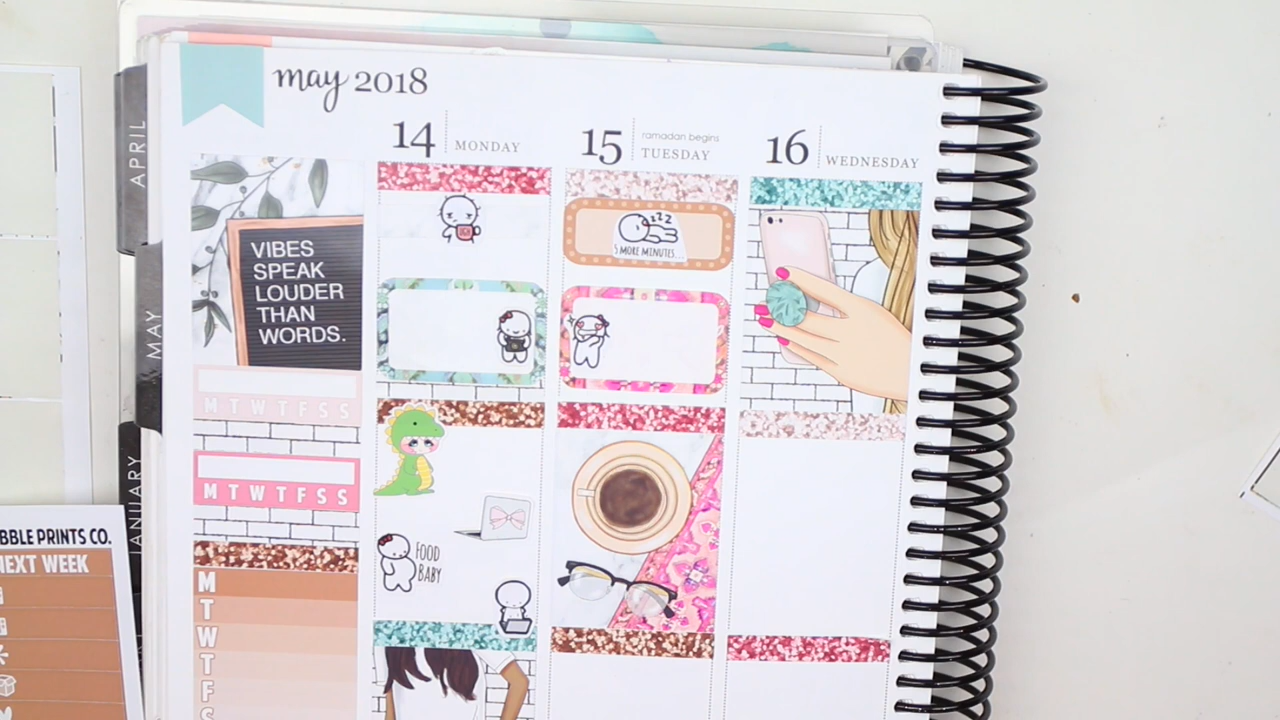 may 2018
14 MONDAY
15 ramadan begins TUESDAY
16 WEDNESDAY
APRIL
MAY
JANUARY
VIBES
SPEAK
LOUDER
THAN
WORDS.
M T W T F S S
M T W T F S S
M
T
W
T
F
S
ZZZ
5 MORE MINUTES...
FOOD
BABY
BBLE PRINTS CO.
NEXT WEEK